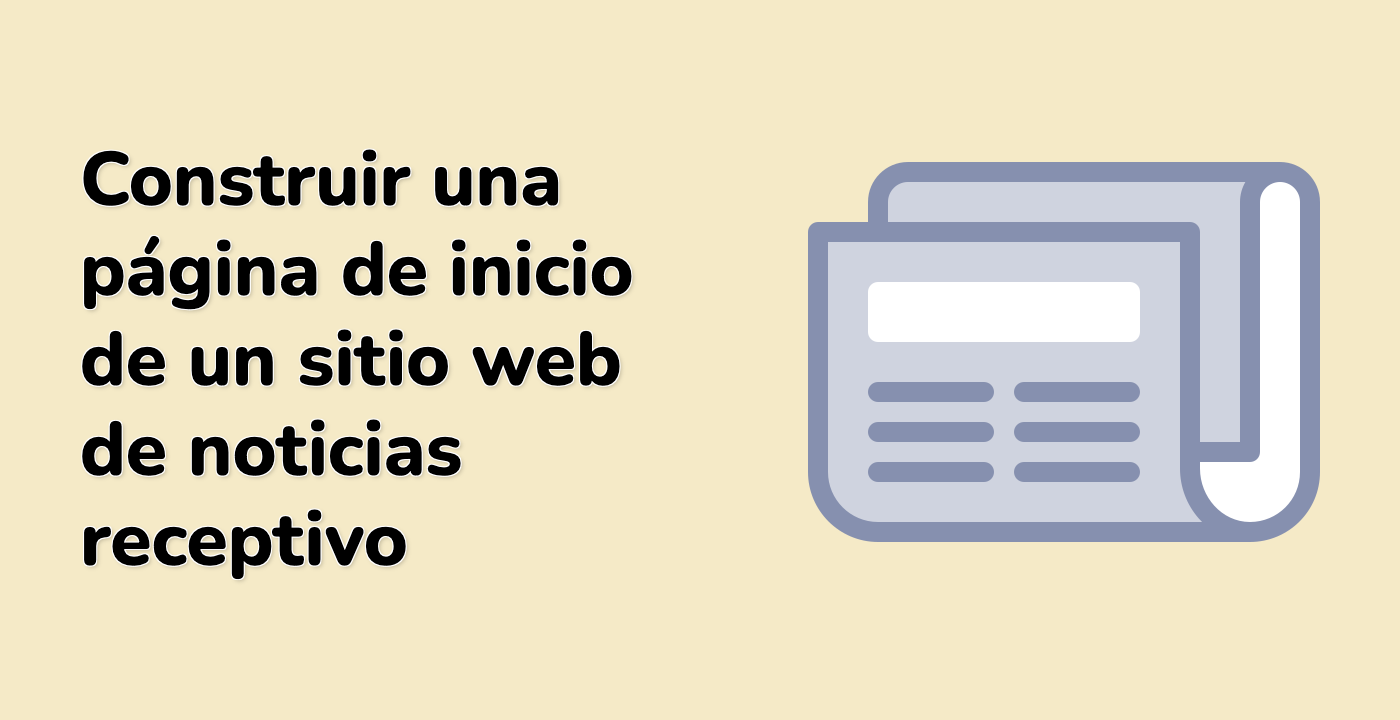 Construir una
página de inicio
de un sitio web
de noticias
receptivo